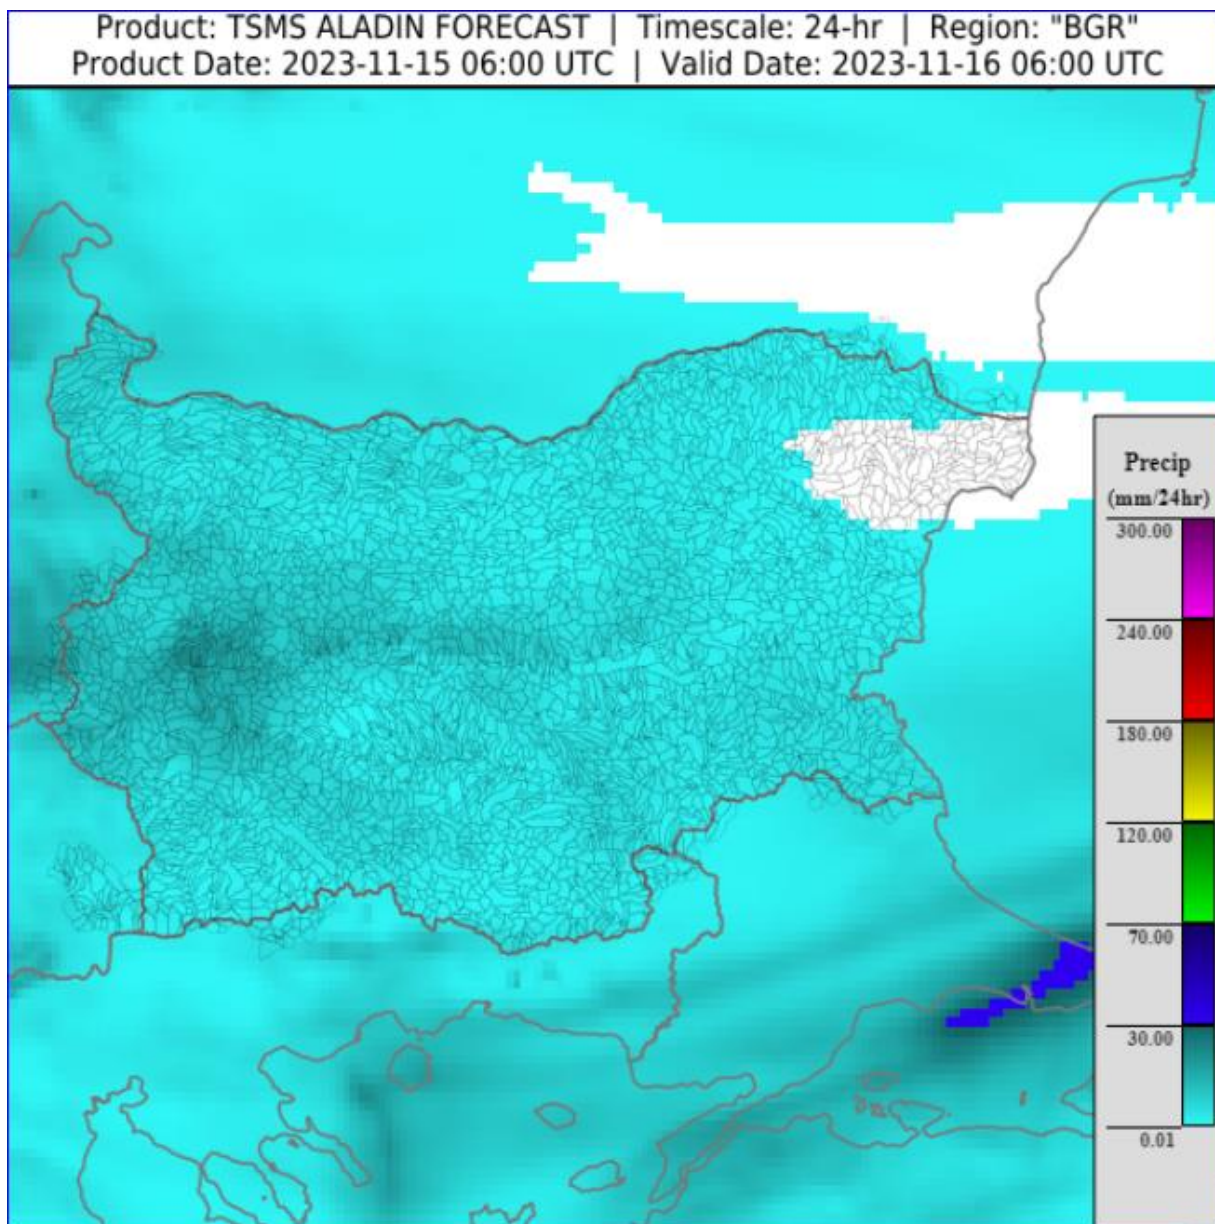 Product: TSMS ALADIN FORECAST | Timescale: 24-hr | Region: "BGR"
Product Date: 2023-11-15 06:00 UTC | Valid Date: 2023-11-16 06:00 UTC
Precip
(mm/24hr)
300.00
240.00
180.00
120.00
70.00
30.00
0.01